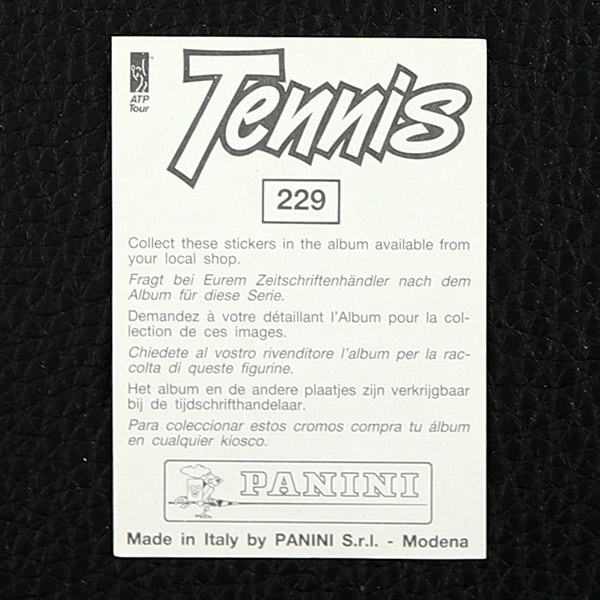 ATP
Tour
Tennis
229
Collect these stickers in the album available from
your local shop.
Fragt bei Eurem Zeitschriftenhändler nach dem
Album für diese Serie.
Demandez à votre détaillant l'Album pour la col-
lection de ces images.
Chiedete al vostro rivenditore l'album per la rac-
colta di queste figurine.
Het album en de andere plaatjes zijn verkrijgbaar
bij de tijdschrifthandelaar.
Para coleccionar estos cromos compra tu álbum
en cualquier kiosco.
PANINI
Made in Italy by PANINI S.r.l. - Modena